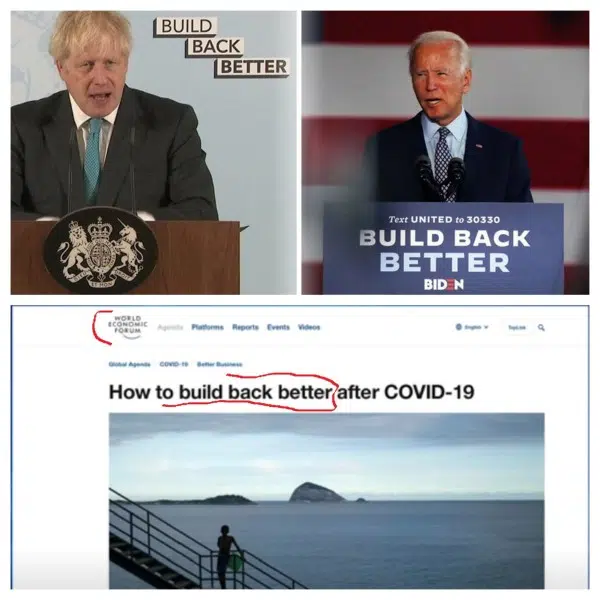 BUILD
BACK
BETTER
Text UNITED to 30330
BUILD BACK
BETTER
BIDEN
WORLD
ECONOMIC
FORUM
Agenda Platforms Reports Events Videos
English
TopLink
Global Agenda COVID-19 Better Business
How to build back better after COVID-19